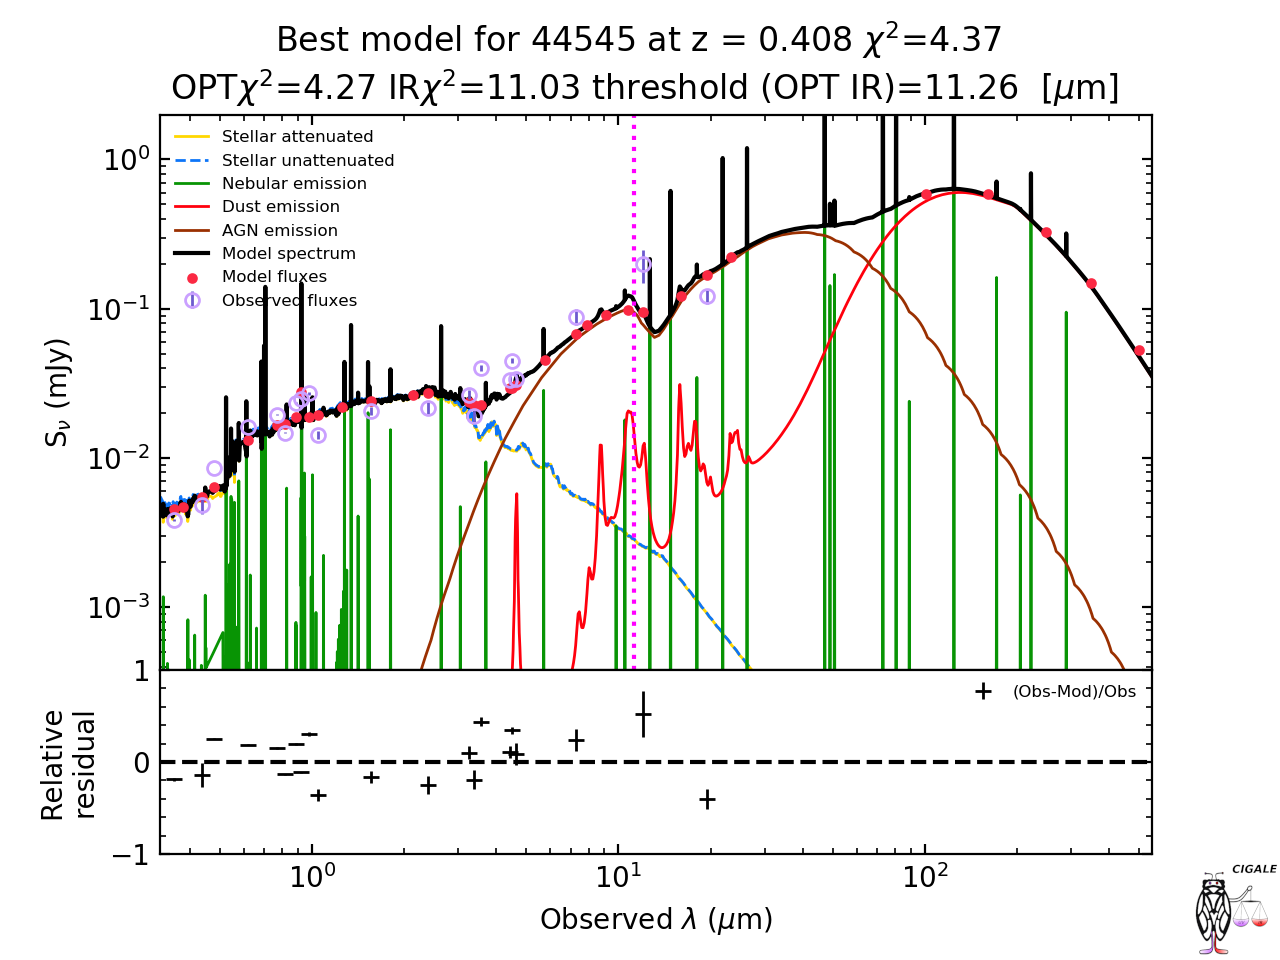 Best model for 44545 at z = 0.408 χ²=4.37
OPTχ²=4.27 IRχ²=11.03 threshold (OPT IR)=11.26 [μm]
Stellar attenuated
Stellar unattenuated
Nebular emission
Dust emission
AGN emission
Model spectrum
Model fluxes
Observed fluxes
10⁰
10⁻¹
10⁻²
10⁻³
S_ν (mJy)
1
0
−1
Relative
residual
(Obs-Mod)/Obs
10⁰ 10¹ 10²
Observed λ (μm)
CIGALE